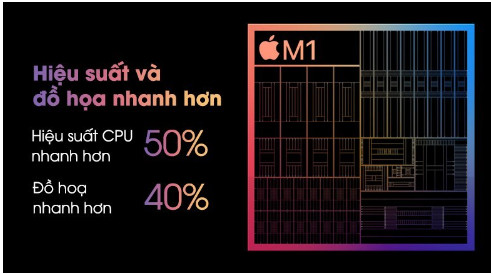 Hiệu suất và
đồ họa nhanh hơn
Hiệu suất CPU
nhanh hơn
50%
Đồ hoạ
nhanh hơn
40%
M1